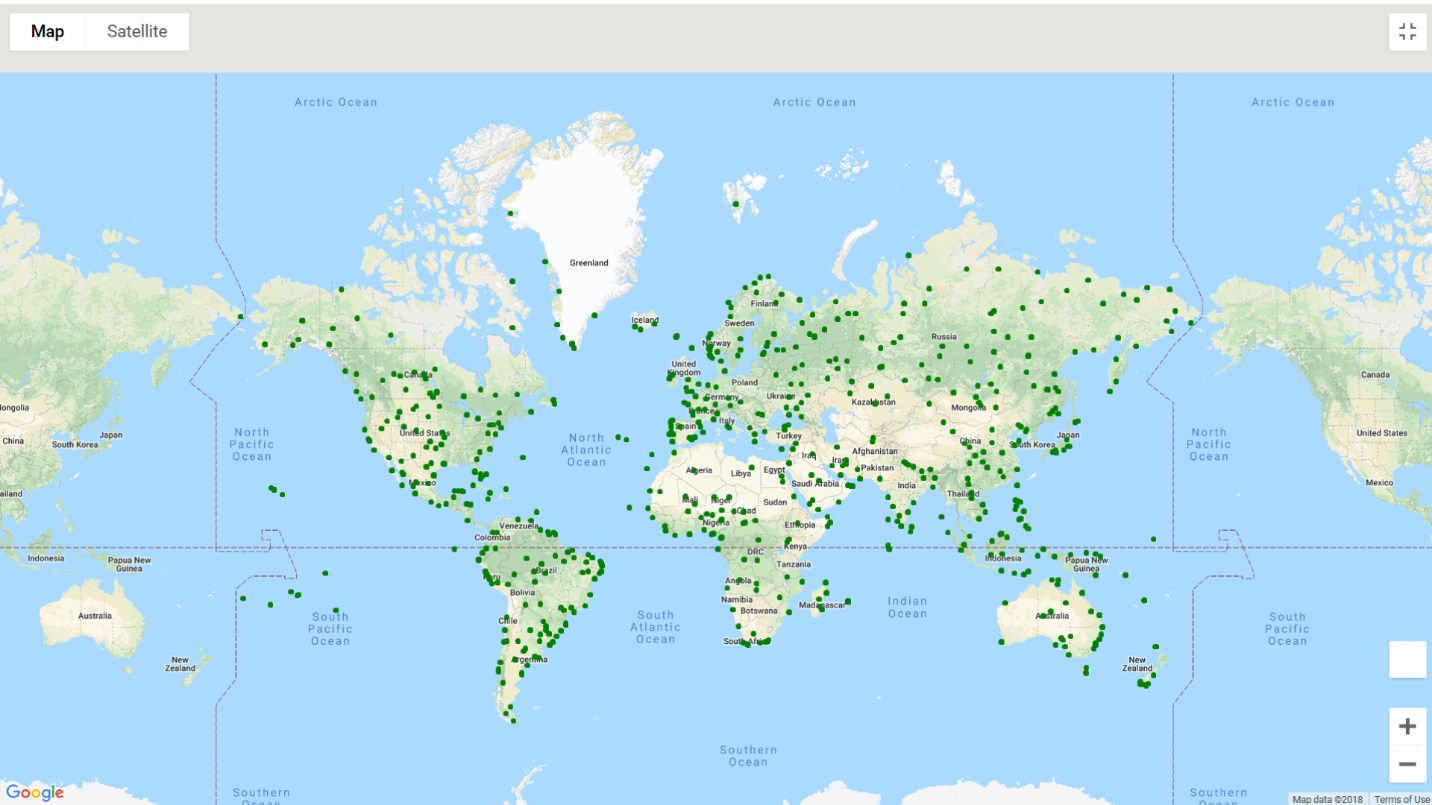 Map
Satellite
Arctic Ocean
Arctic Ocean
Arctic Ocean
Greenland
Iceland
Finland
Sweden
Norway
Russia
United
Kingdom
Canada
Canada
Poland
Germany
Ukraine
France
Kazakhstan
Mongolia
ongolia
Italy
Spain
Turkey
United States
United States
China
China
South Korea
South Korea
Japan
Japan
North
Pacific
Ocean
North
Atlantic
Ocean
North
Pacific
Ocean
Afghanistan
Iraq
Iran
Pakistan
Algeria
Libya
Egypt
Saudi Arabia
India
Mexico
Mexico
Mali
Niger
Sudan
Chad
Thailand
ailand
Nigeria
Ethiopia
Venezuela
Colombia
Kenya
DRC
Tanzania
Indonesia
Indonesia
Papua New
Guinea
Papua New
Guinea
Peru
Brazil
Bolivia
Angola
Namibia
Botswana
Madagascar
Indian
Ocean
Australia
Australia
Chile
South
Pacific
Ocean
South
Atlantic
Ocean
South
Pacific
Ocean
South Africa
Argentina
New
Zealand
New
Zealand
Southern
Ocean
Southern
Ocean
Southern
Ocean
Google
Map data ©2018
Terms of Use